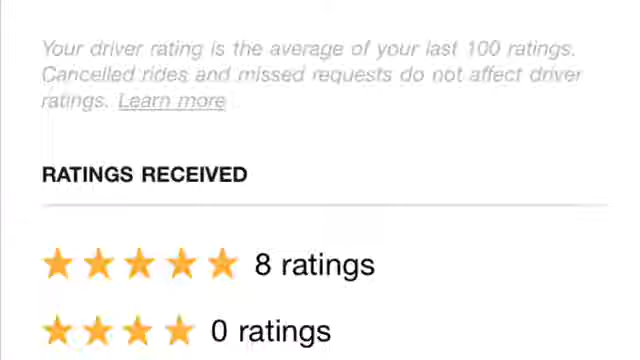 Your driver rating is the average of your last 100 ratings.
Cancelled rides and missed requests do not affect driver
ratings. Learn more
RATINGS RECEIVED
8 ratings
0 ratings